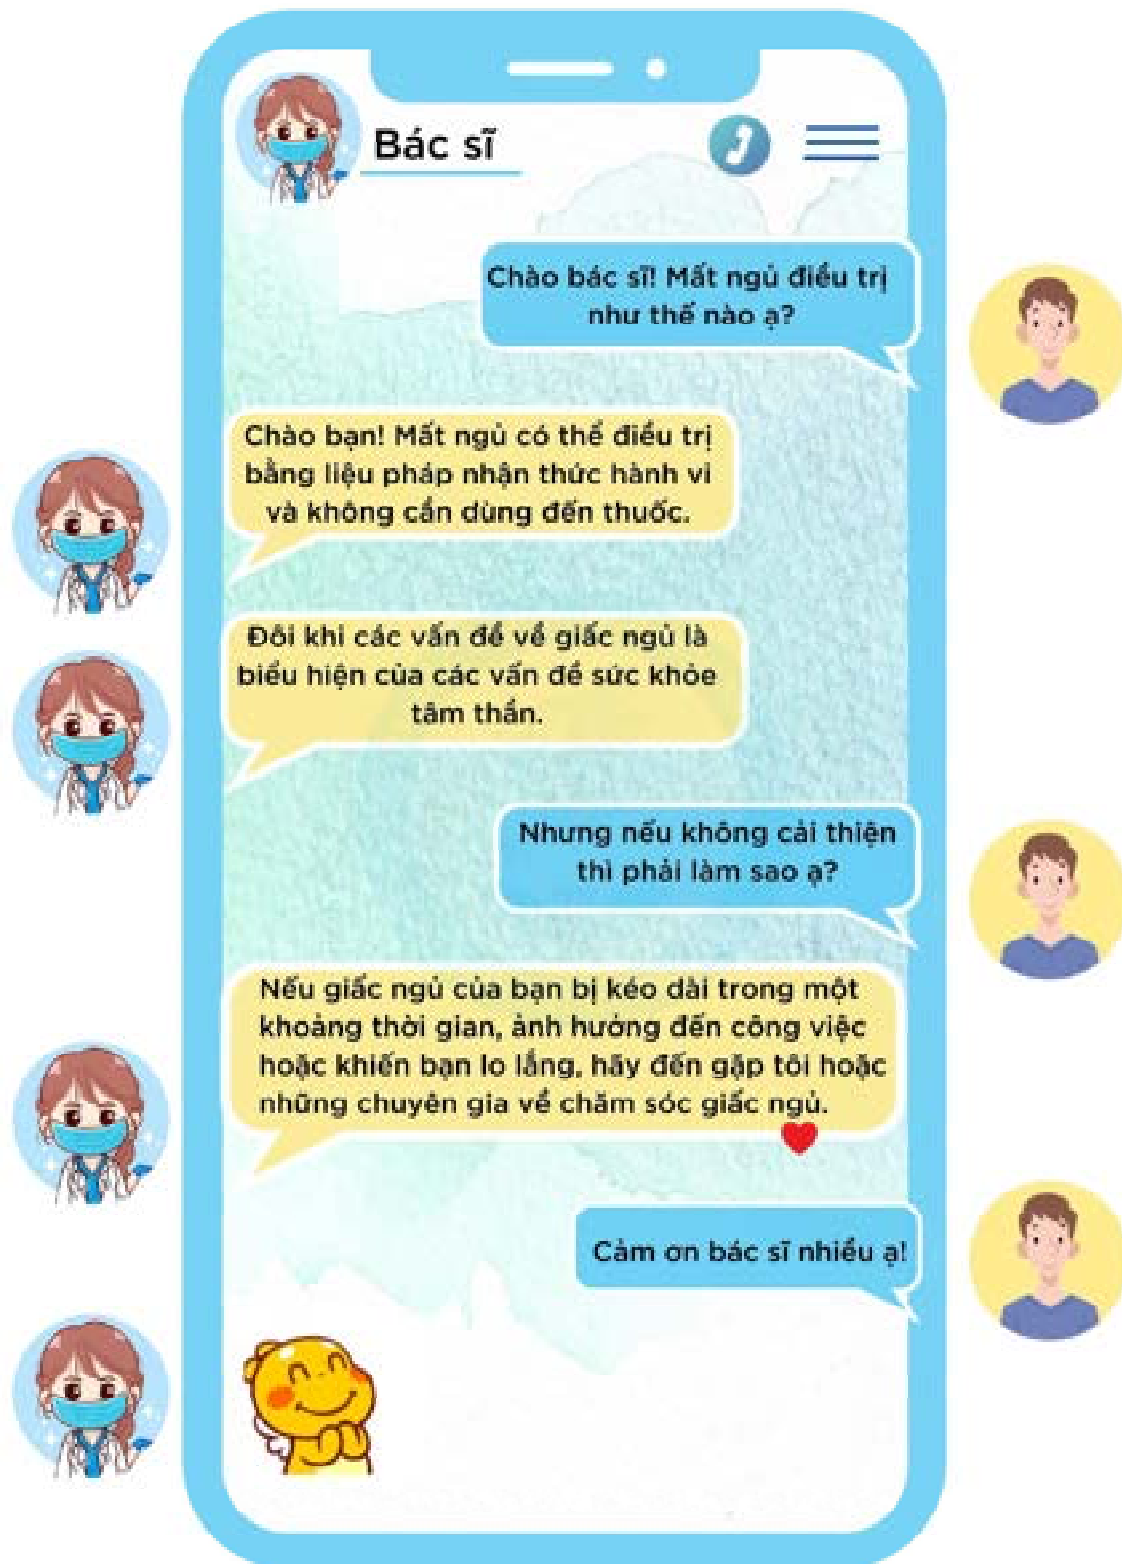 Bác sĩ
Chào bác sĩ! Mất ngủ điều trị
như thế nào ạ?
Chào bạn! Mất ngủ có thể điều trị
bằng liệu pháp nhận thức hành vi
và không cần dùng đến thuốc.
Đôi khi các vấn đề về giấc ngủ là
biểu hiện của các vấn đề sức khỏe
tâm thần.
Nhưng nếu không cải thiện
thì phải làm sao ạ?
Nếu giấc ngủ của bạn bị kéo dài trong một
khoảng thời gian, ảnh hưởng đến công việc
hoặc khiến bạn lo lắng, hãy đến gặp tôi hoặc
những chuyên gia về chăm sóc giấc ngủ.
Cảm ơn bác sĩ nhiều ạ!